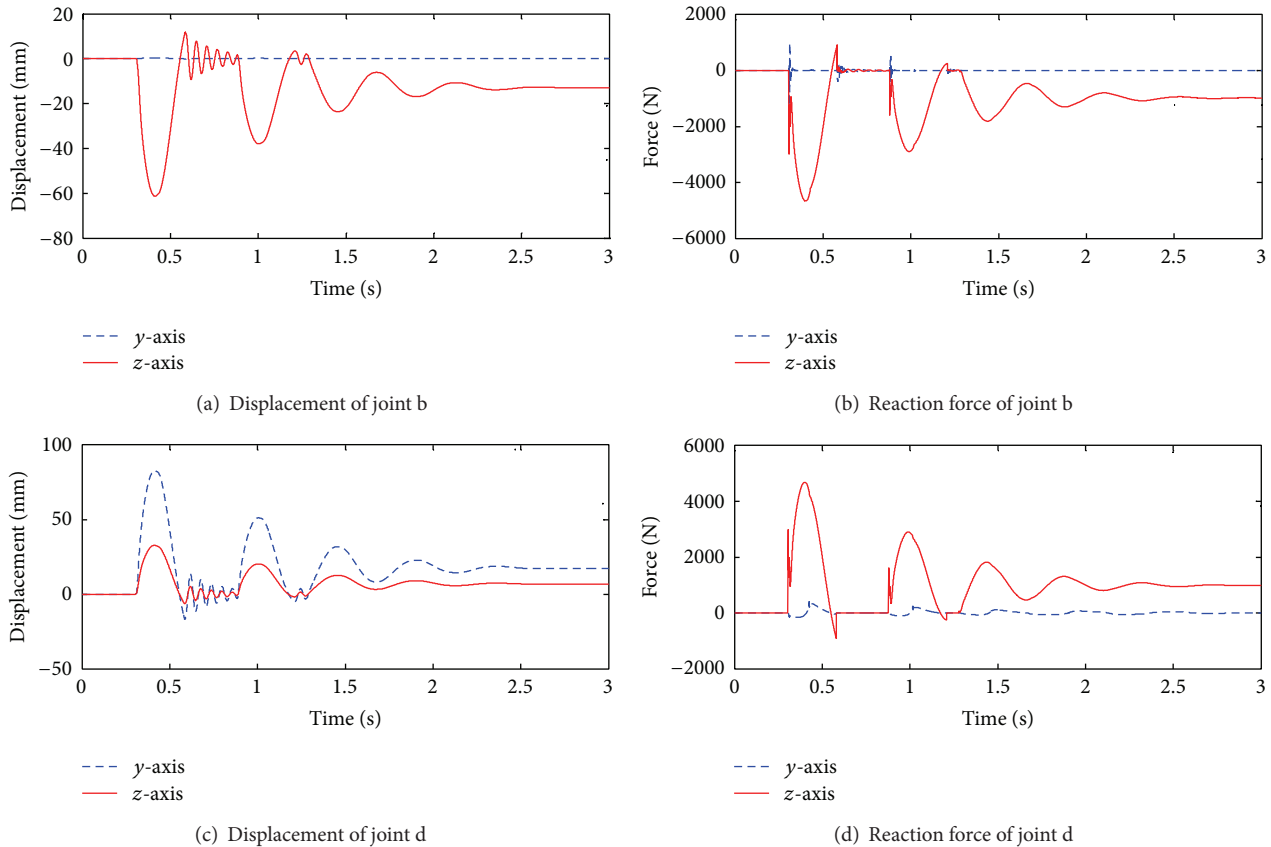 20
0
−20
−40
−60
−80
Displacement (mm)
0 0.5 1 1.5 2 2.5 3
Time (s)
y-axis
z-axis
(a) Displacement of joint b
2000
0
−2000
−4000
−6000
Force (N)
0 0.5 1 1.5 2 2.5 3
Time (s)
y-axis
z-axis
(b) Reaction force of joint b
100
50
0
−50
Displacement (mm)
0 0.5 1 1.5 2 2.5 3
Time (s)
y-axis
z-axis
(c) Displacement of joint d
6000
4000
2000
0
−2000
Force (N)
0 0.5 1 1.5 2 2.5 3
Time (s)
y-axis
z-axis
(d) Reaction force of joint d